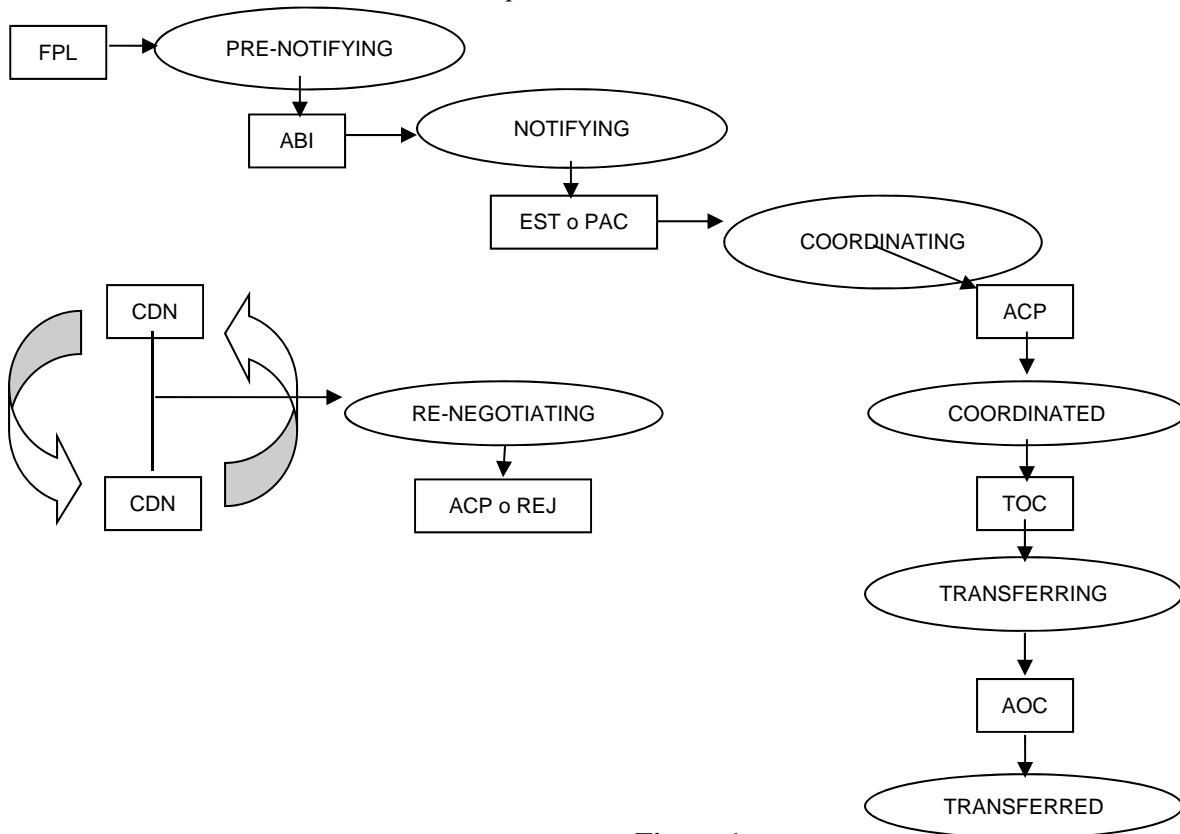 FPL
PRE-NOTIFYING
ABI
NOTIFYING
EST o PAC
COORDINATING
CDN
ACP
RE-NEGOTIATING
COORDINATED
CDN
ACP o REJ
TOC
TRANSFERRING
AOC
TRANSFERRED